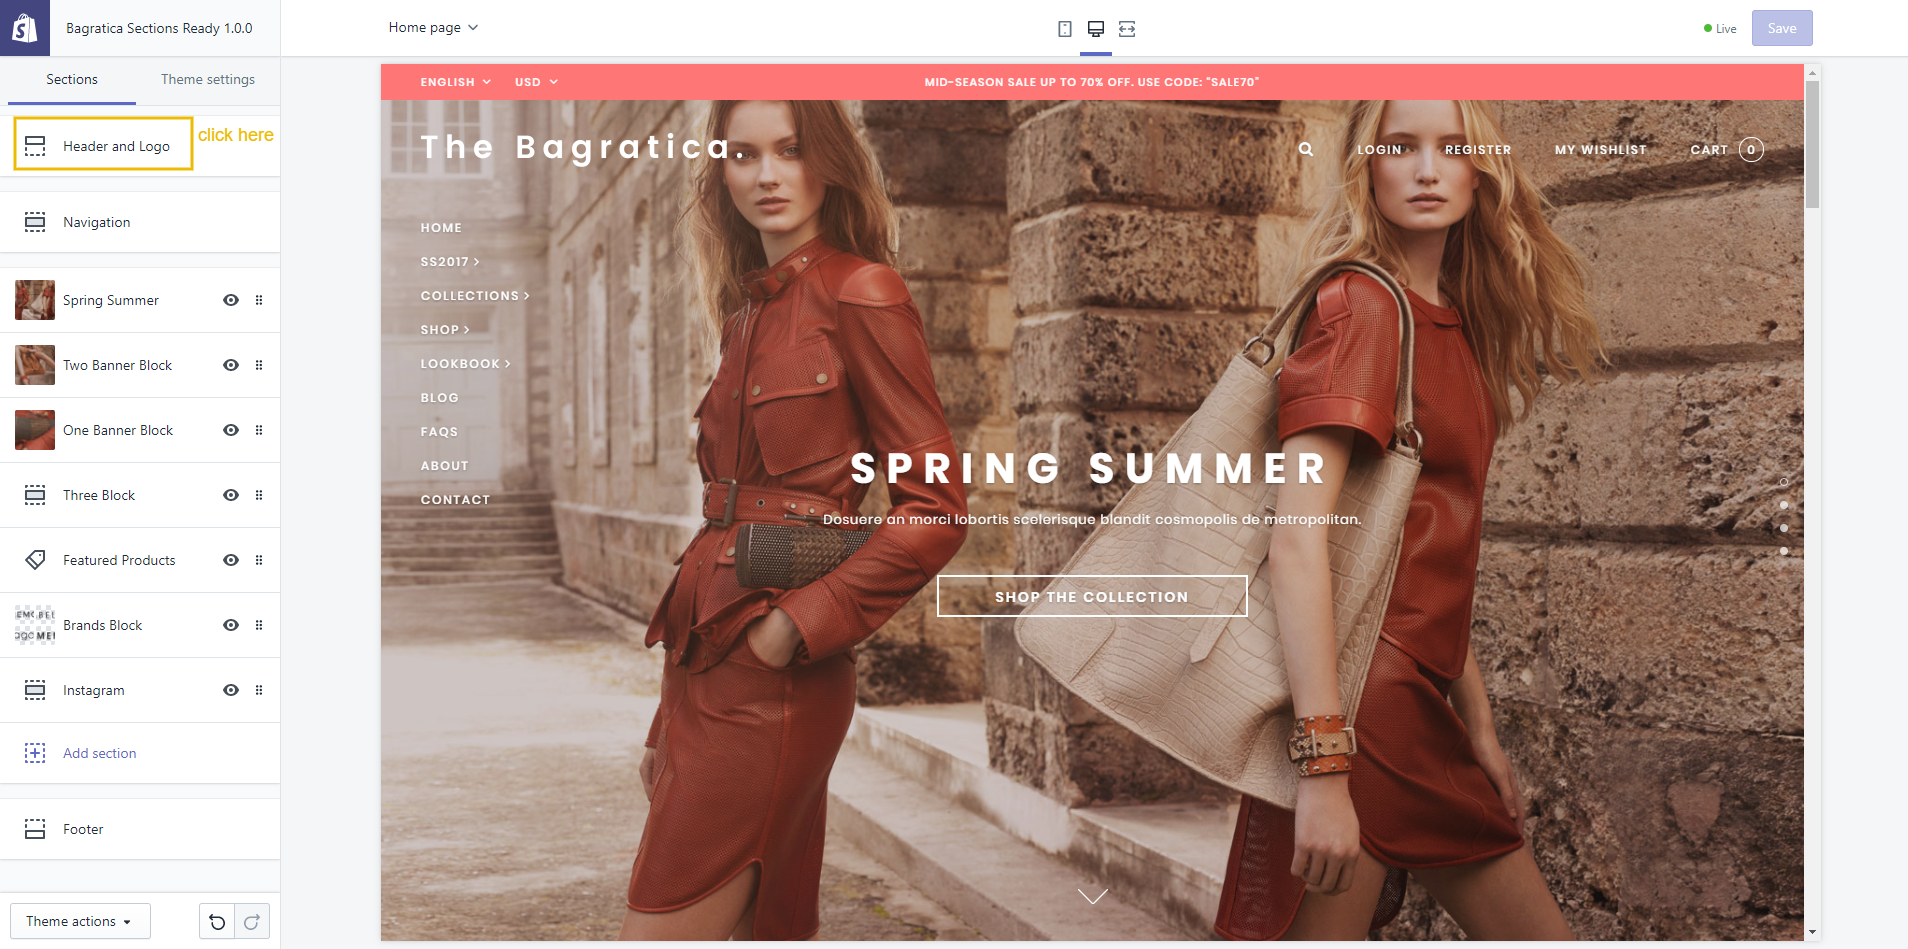 Bagratica Sections Ready 1.0.0
Home page
Live
Save
Sections
Theme settings
Header and Logo
click here
Navigation
Spring Summer
Two Banner Block
One Banner Block
Three Block
Featured Products
Brands Block
Instagram
Add section
Footer
Theme actions
ENGLISH
USD
MID-SEASON SALE UP TO 70% OFF. USE CODE: "SALE70"
The Bagratica.
LOGIN
REGISTER
MY WISHLIST
CART 0
HOME
SS2017 >
COLLECTIONS >
SHOP >
LOOKBOOK >
BLOG
FAQS
ABOUT
CONTACT
SPRING SUMMER
Dosuere an morci lobortis scelerisque blandit cosmopolis de metropolitan.
SHOP THE COLLECTION